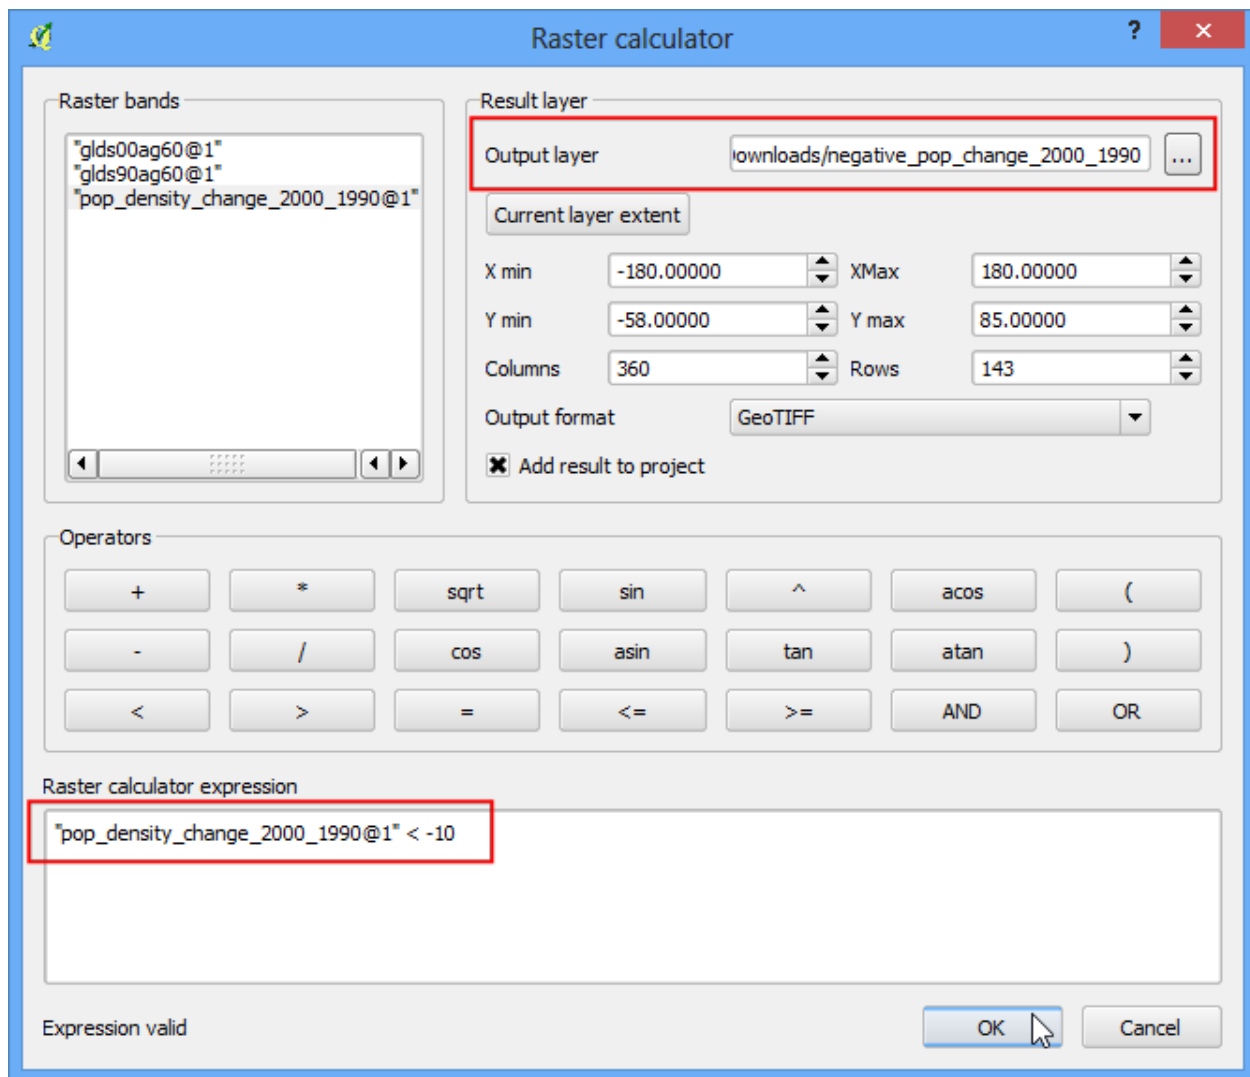 Raster calculator
?
×
Raster bands
"glds00ag60@1"
"glds90ag60@1"
"pop_density_change_2000_1990@1"
Result layer
Output layer
ownloads/negative_pop_change_2000_1990
...
Current layer extent
X min
-180.00000
XMax
180.00000
Y min
-58.00000
Y max
85.00000
Columns
360
Rows
143
Output format
GeoTIFF
Add result to project
Operators
+
*
sqrt
sin
^
acos
(
-
/
cos
asin
tan
atan
)
<
>
=
<=
>=
AND
OR
Raster calculator expression
"pop_density_change_2000_1990@1" < -10
Expression valid
OK
Cancel